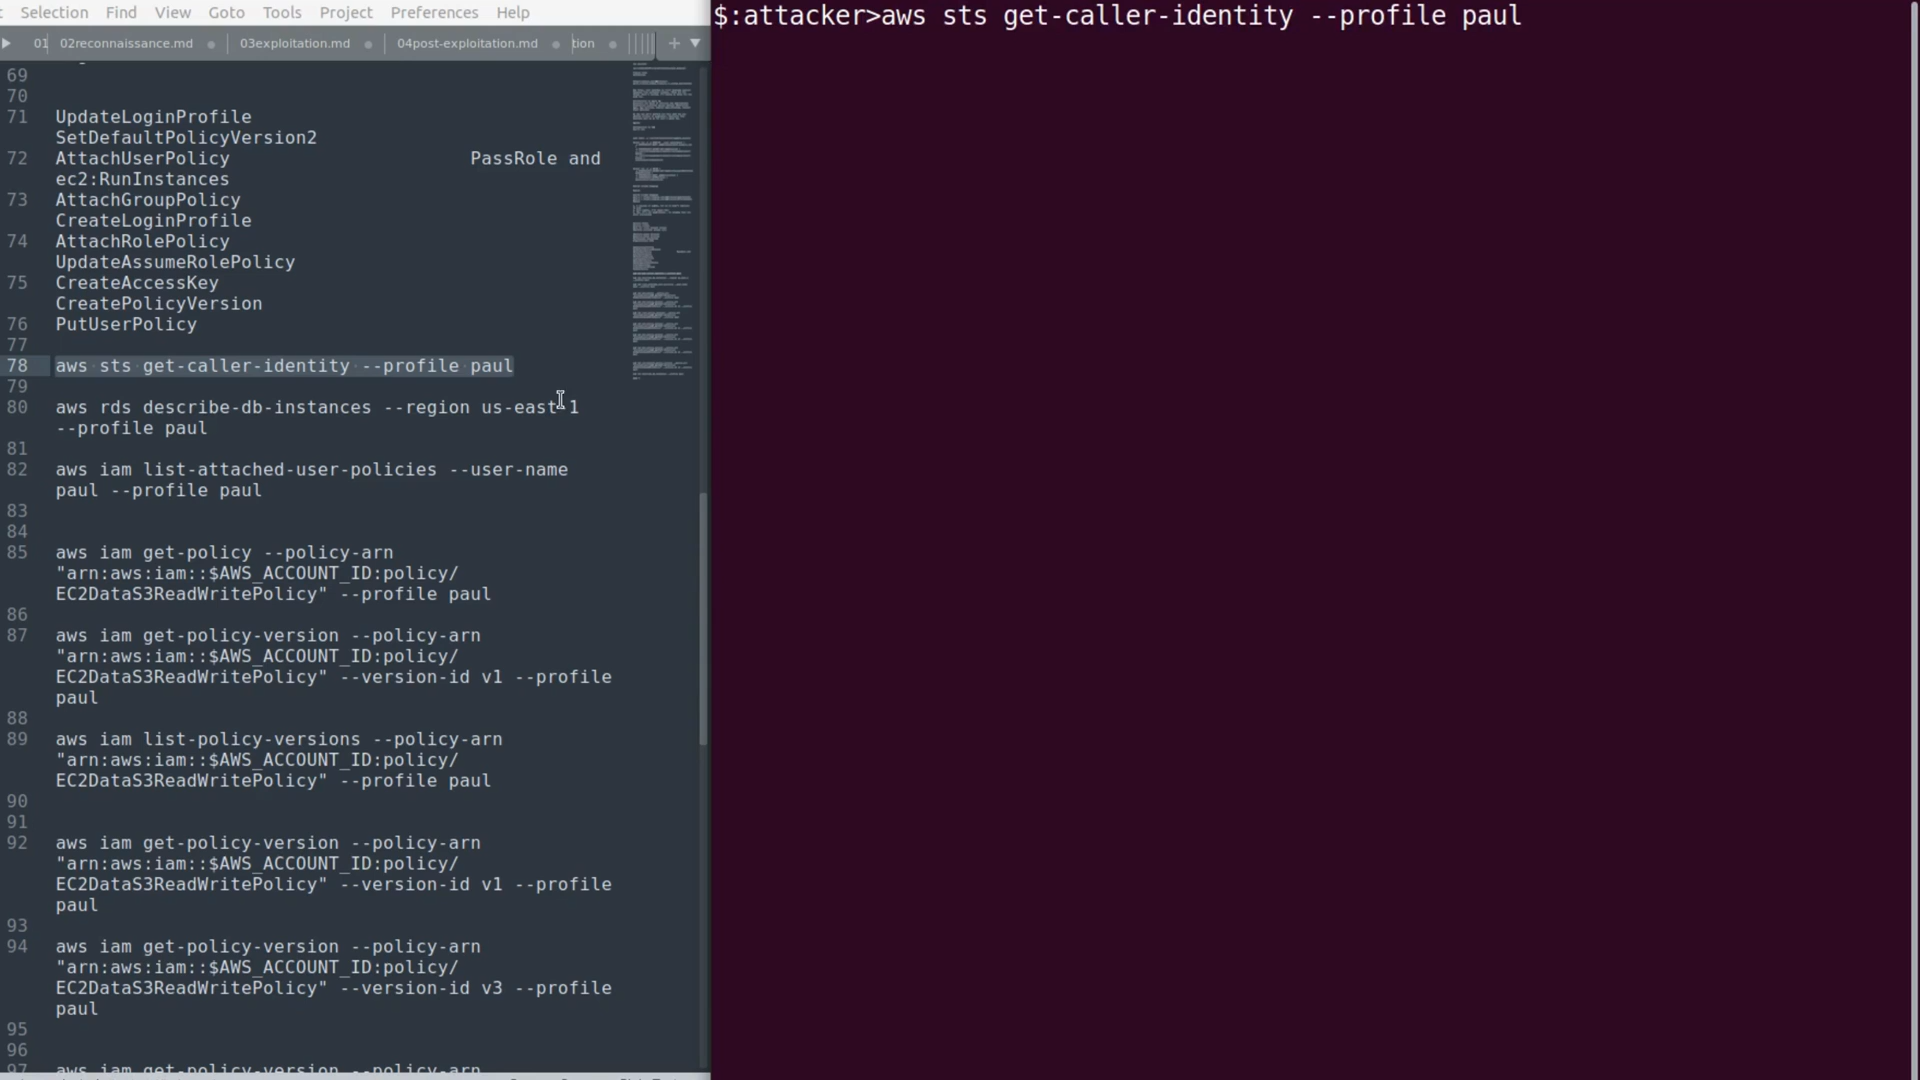 Selection Find View Goto Tools Project Preferences Help
01 02reconnaissance.md 03exploitation.md 04post-exploitation.md tion
$:attacker>aws sts get-caller-identity --profile paul
69
70
71 UpdateLoginProfile
SetDefaultPolicyVersion2
72 AttachUserPolicy PassRole and
ec2:RunInstances
73 AttachGroupPolicy
CreateLoginProfile
74 AttachRolePolicy
UpdateAssumeRolePolicy
75 CreateAccessKey
CreatePolicyVersion
76 PutUserPolicy
77
78 aws sts get-caller-identity --profile paul
79
80 aws rds describe-db-instances --region us-east-1
--profile paul
81
82 aws iam list-attached-user-policies --user-name
paul --profile paul
83
84
85 aws iam get-policy --policy-arn
"arn:aws:iam::$AWS_ACCOUNT_ID:policy/
EC2DataS3ReadWritePolicy" --profile paul
86
87 aws iam get-policy-version --policy-arn
"arn:aws:iam::$AWS_ACCOUNT_ID:policy/
EC2DataS3ReadWritePolicy" --version-id v1 --profile
paul
88
89 aws iam list-policy-versions --policy-arn
"arn:aws:iam::$AWS_ACCOUNT_ID:policy/
EC2DataS3ReadWritePolicy" --profile paul
90
91
92 aws iam get-policy-version --policy-arn
"arn:aws:iam::$AWS_ACCOUNT_ID:policy/
EC2DataS3ReadWritePolicy" --version-id v1 --profile
paul
93
94 aws iam get-policy-version --policy-arn
"arn:aws:iam::$AWS_ACCOUNT_ID:policy/
EC2DataS3ReadWritePolicy" --version-id v3 --profile
paul
95
96
97 aws iam get-policy-version --policy-arn